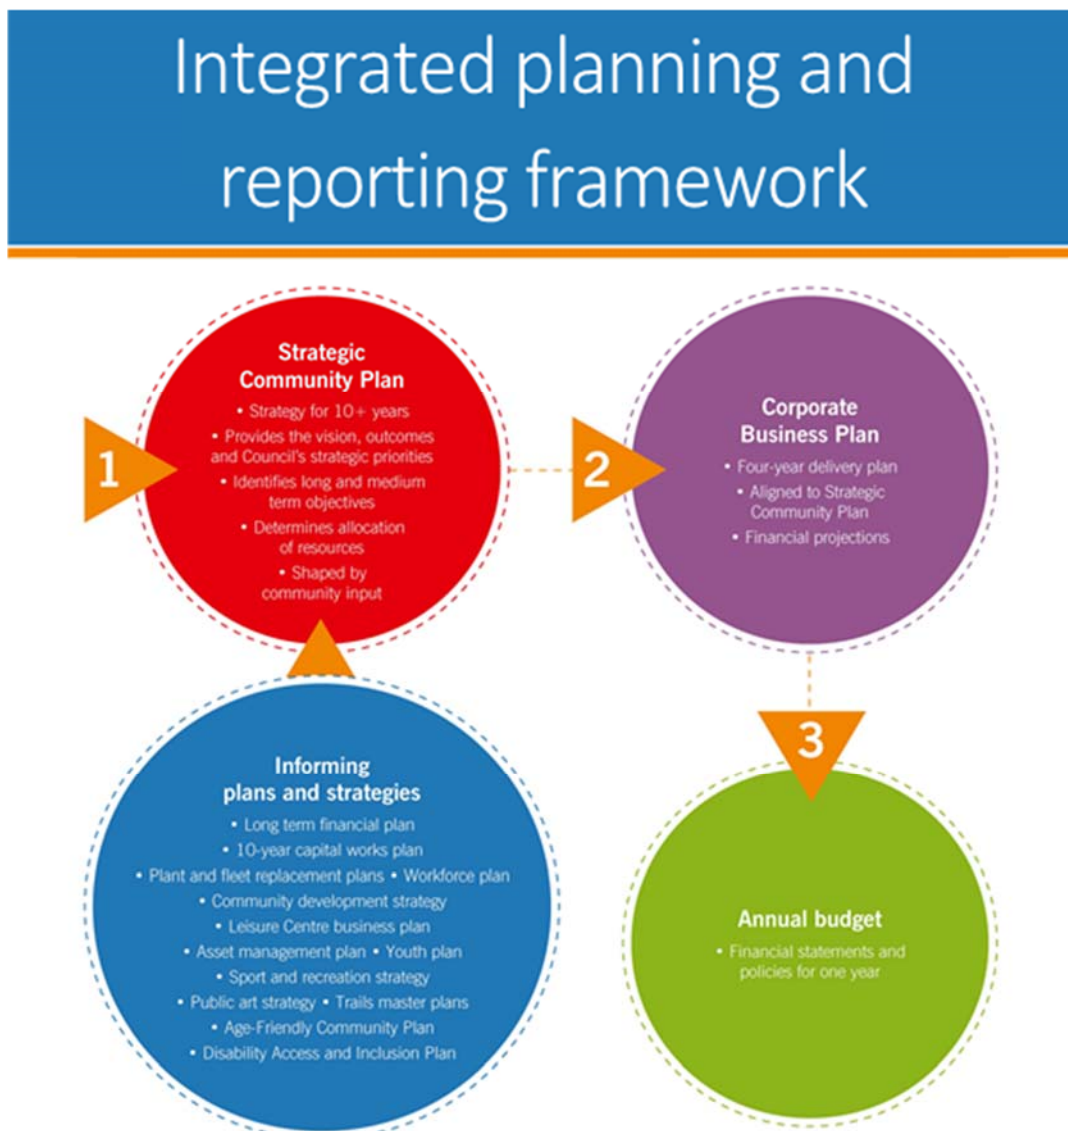 Integrated planning and
reporting framework
1
Strategic
Community Plan
• Strategy for 10+ years
• Provides the vision, outcomes
and Council's strategic priorities
• Identifies long and medium
term objectives
• Determines allocation
of resources
• Shaped by
community input
2
Corporate
Business Plan
• Four-year delivery plan
• Aligned to Strategic
Community Plan
• Financial projections
Informing
plans and strategies
• Long term financial plan
• 10-year capital works plan
• Plant and fleet replacement plans • Workforce plan
• Community development strategy
• Leisure Centre business plan
• Asset management plan • Youth plan
• Sport and recreation strategy
• Public art strategy • Trails master plans
• Age-Friendly Community Plan
• Disability Access and Inclusion Plan
3
Annual budget
• Financial statements and
policies for one year